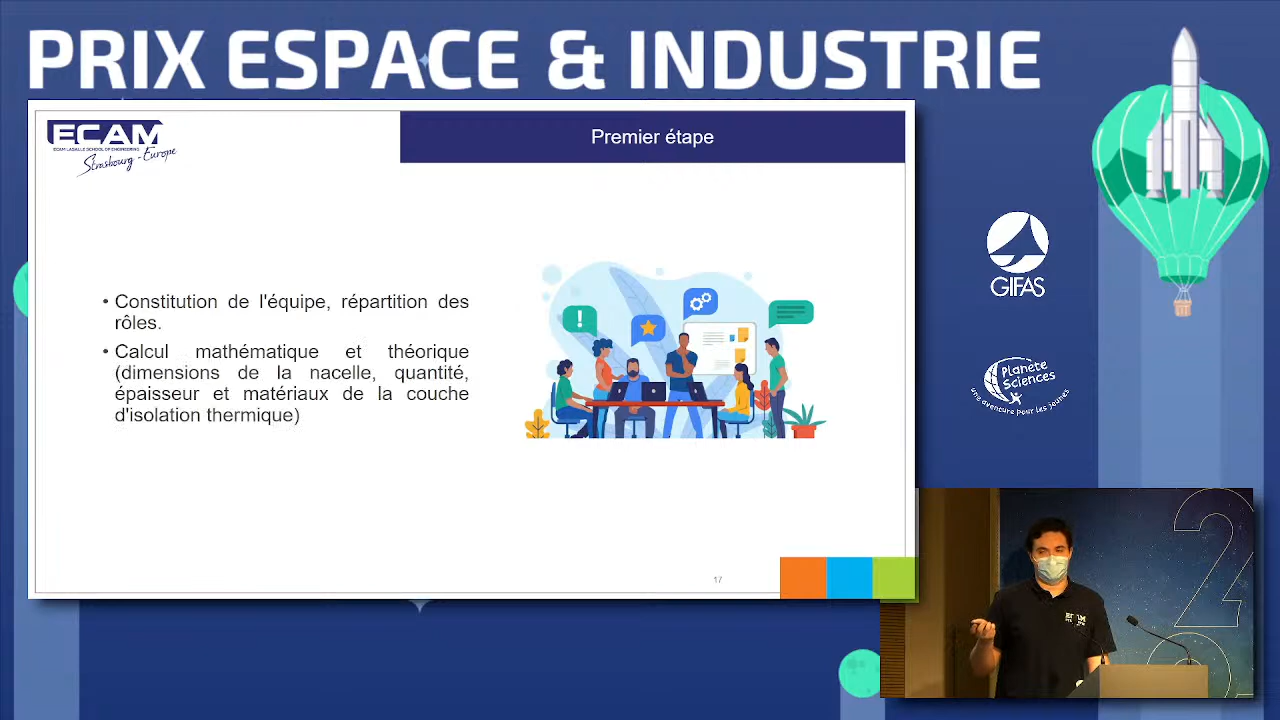 PRIX ESPACE & INDUSTRIE
ECAM
ECAM LASALLE SCHOOL OF ENGINEERING
Strasbourg - Europe
Premier étape
• Constitution de l'équipe, répartition des
rôles.
• Calcul mathématique et théorique
(dimensions de la nacelle, quantité,
épaisseur et matériaux de la couche
d'isolation thermique)
!
17
GIFAS
Planète
Sciences
une aventure pour les jeunes
2